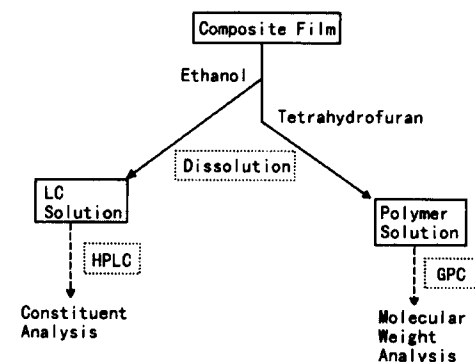 Composite Film
Ethanol
Tetrahydrofuran
Dissolution
LC
Solution
Polymer
Solution
HPLC
GPC
Constituent
Analysis
Molecular
Weight
Analysis